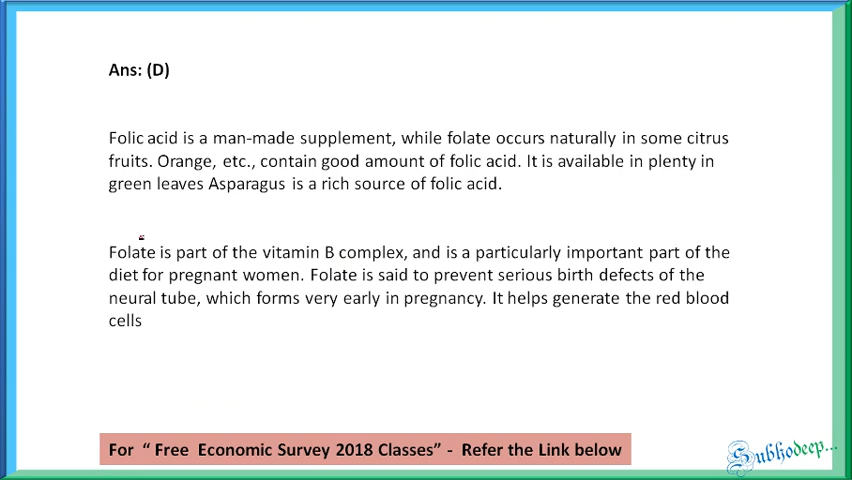 Ans: (D)
Folic acid is a man-made supplement, while folate occurs naturally in some citrus
fruits. Orange, etc., contain good amount of folic acid. It is available in plenty in
green leaves Asparagus is a rich source of folic acid.
Folate is part of the vitamin B complex, and is a particularly important part of the
diet for pregnant women. Folate is said to prevent serious birth defects of the
neural tube, which forms very early in pregnancy. It helps generate the red blood
cells
For “ Free Economic Survey 2018 Classes” - Refer the Link below
Subhodeep...